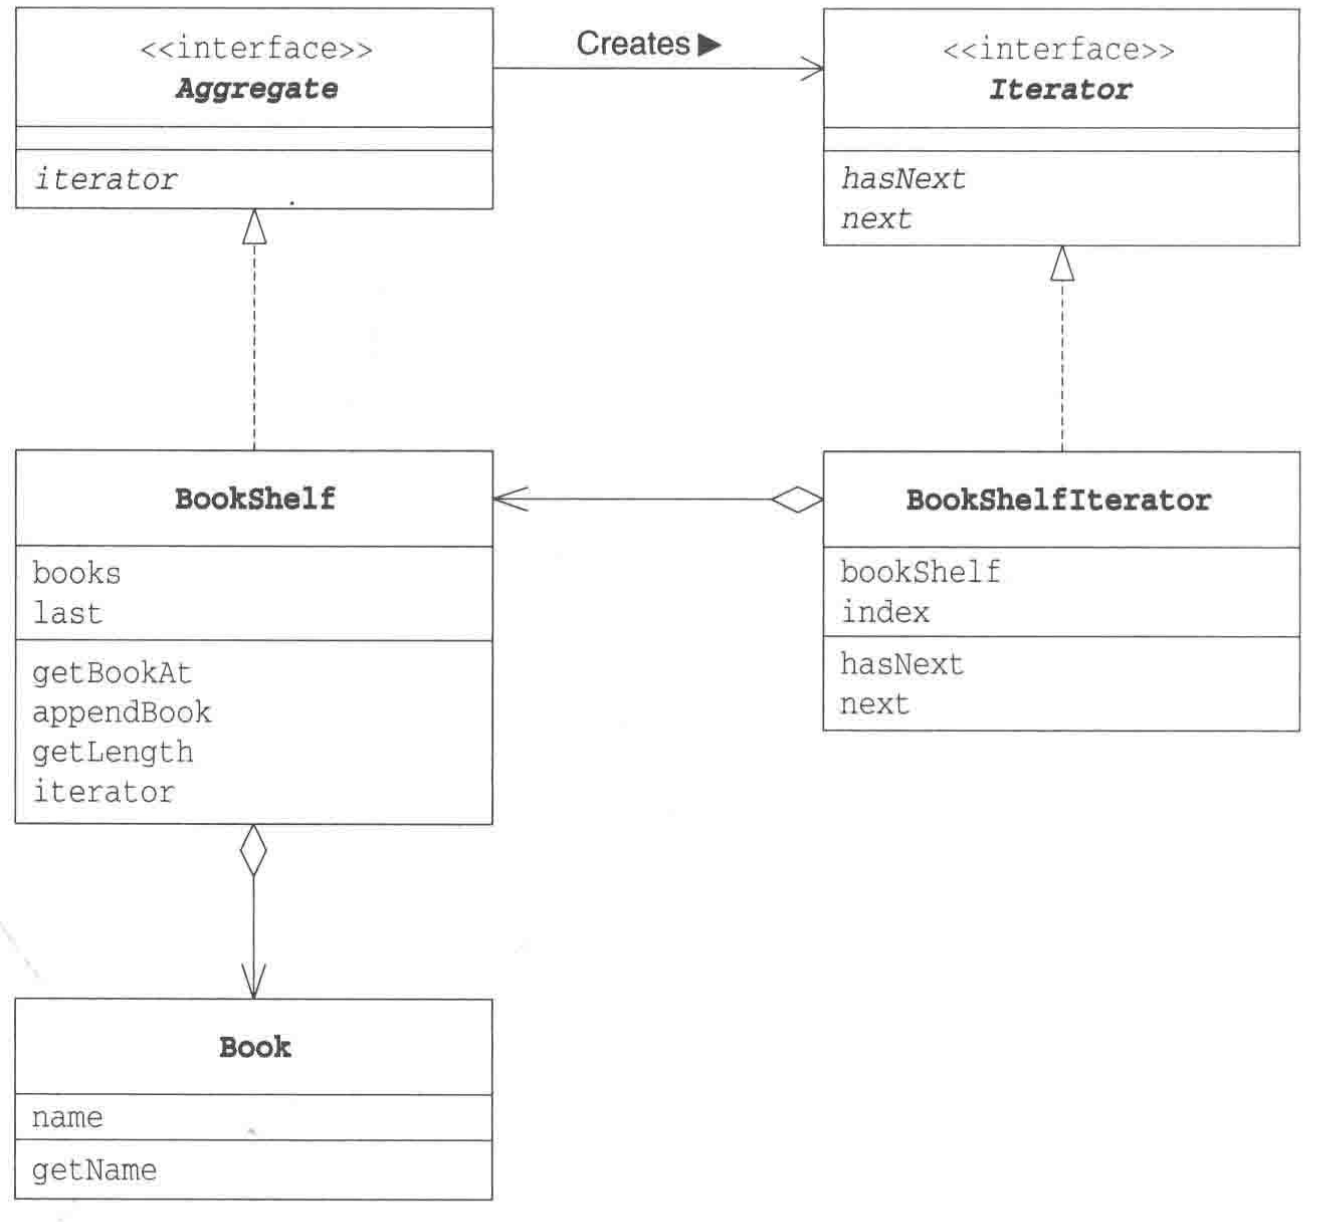 <<interface>>
Aggregate
iterator
Creates ▶
<<interface>>
Iterator
hasNext
next
BookShelf
books
last
getBookAt
appendBook
getLength
iterator
BookShelfIterator
bookShelf
index
hasNext
next
Book
name
getName